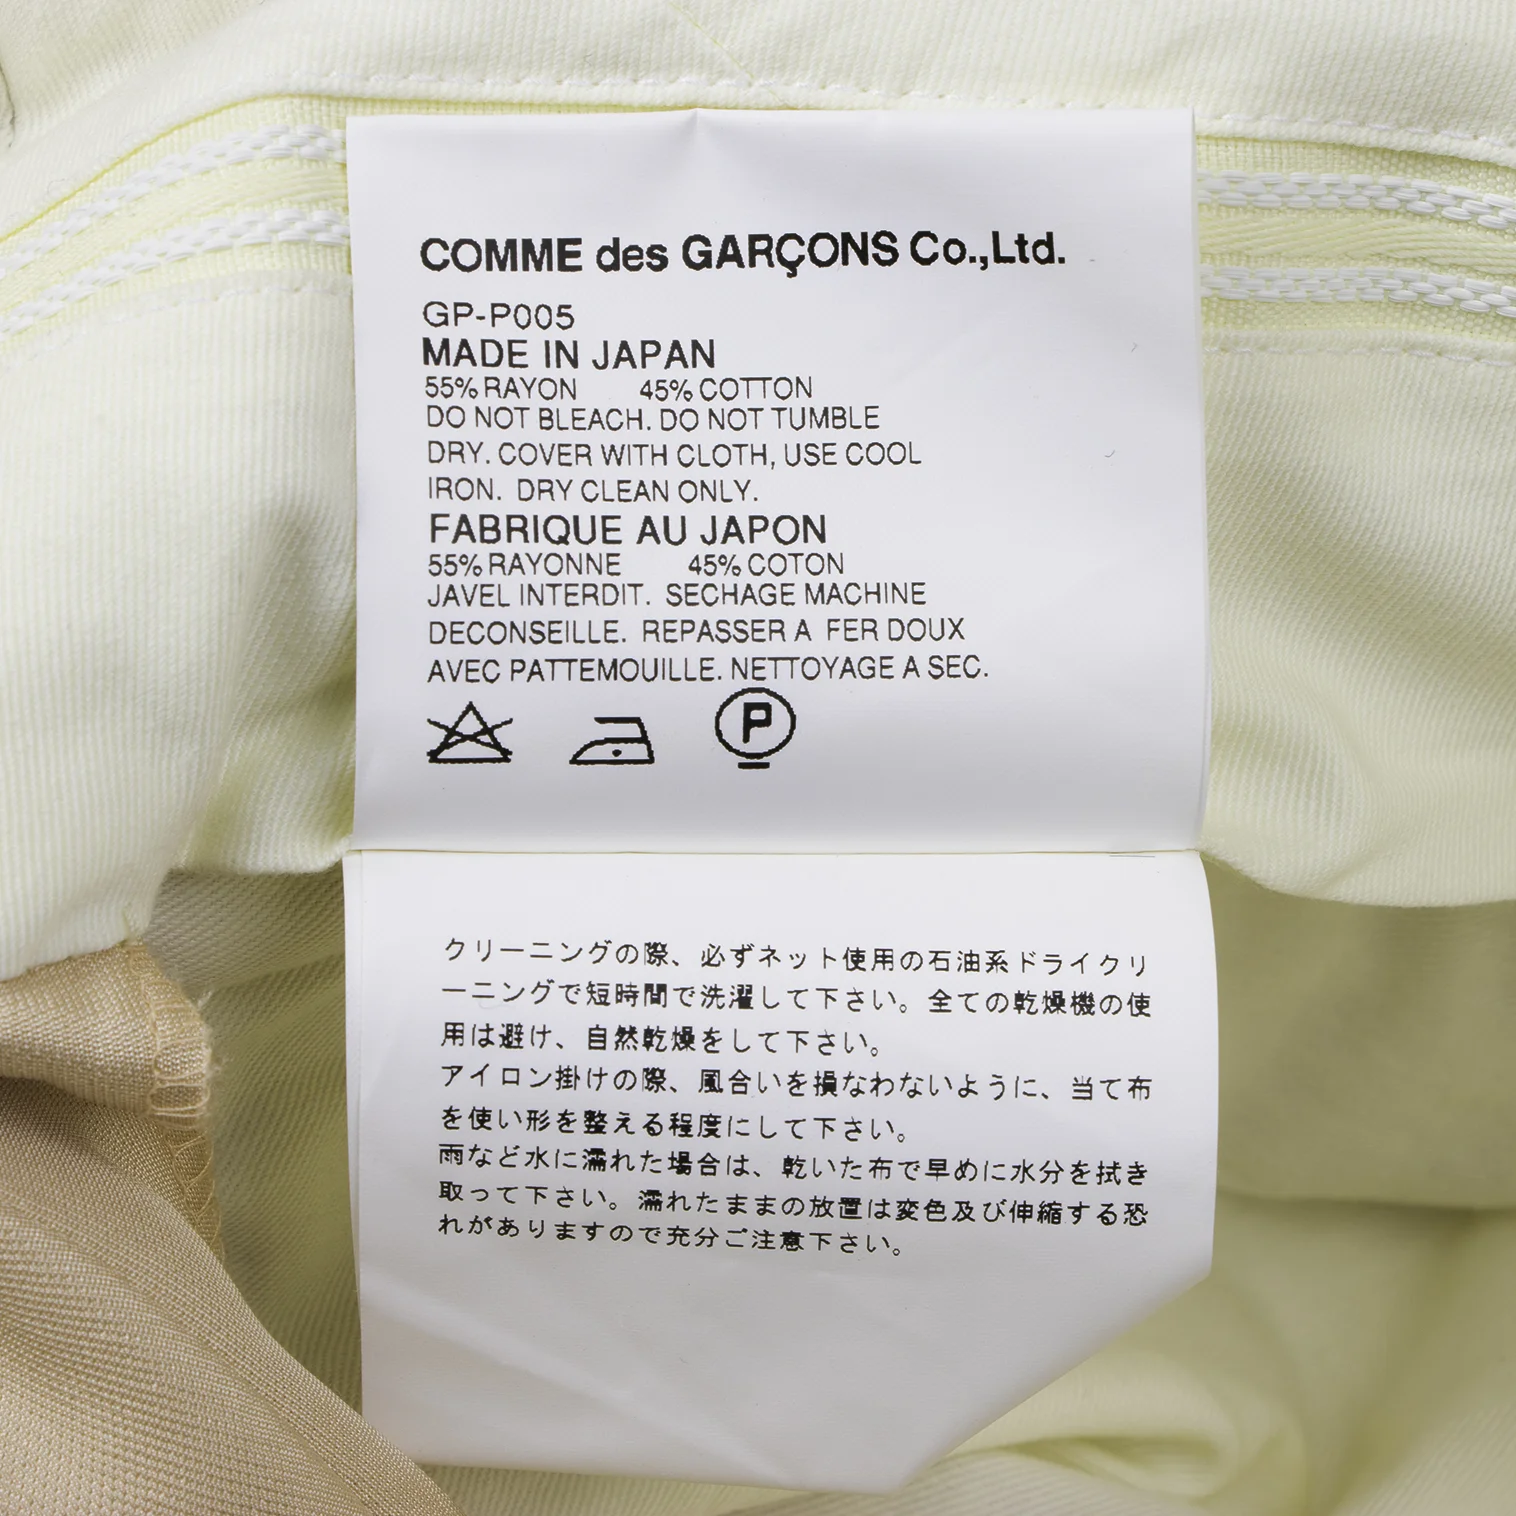 COMME des GARÇONS Co.,Ltd.
GP-P005
MADE IN JAPAN
55% RAYON 45% COTTON
DO NOT BLEACH. DO NOT TUMBLE
DRY. COVER WITH CLOTH, USE COOL
IRON. DRY CLEAN ONLY.
FABRIQUE AU JAPON
55% RAYONNE 45% COTON
JAVEL INTERDIT. SECHAGE MACHINE
DECONSEILLE. REPASSER A FER DOUX
AVEC PATTEMOUILLE. NETTOYAGE A SEC.
P
クリーニングの際、必ずネット使用の石油系ドライクリ
ーニングで短時間で洗濯して下さい。全ての乾燥機の使
用は避け、自然乾燥をして下さい。
アイロン掛けの際、風合いを損なわないように、当て布
を使い形を整える程度にして下さい。
雨など水に濡れた場合は、乾いた布で早めに水分を拭き
取って下さい。濡れたままの放置は変色及び伸縮する恐
れがありますので充分ご注意下さい。